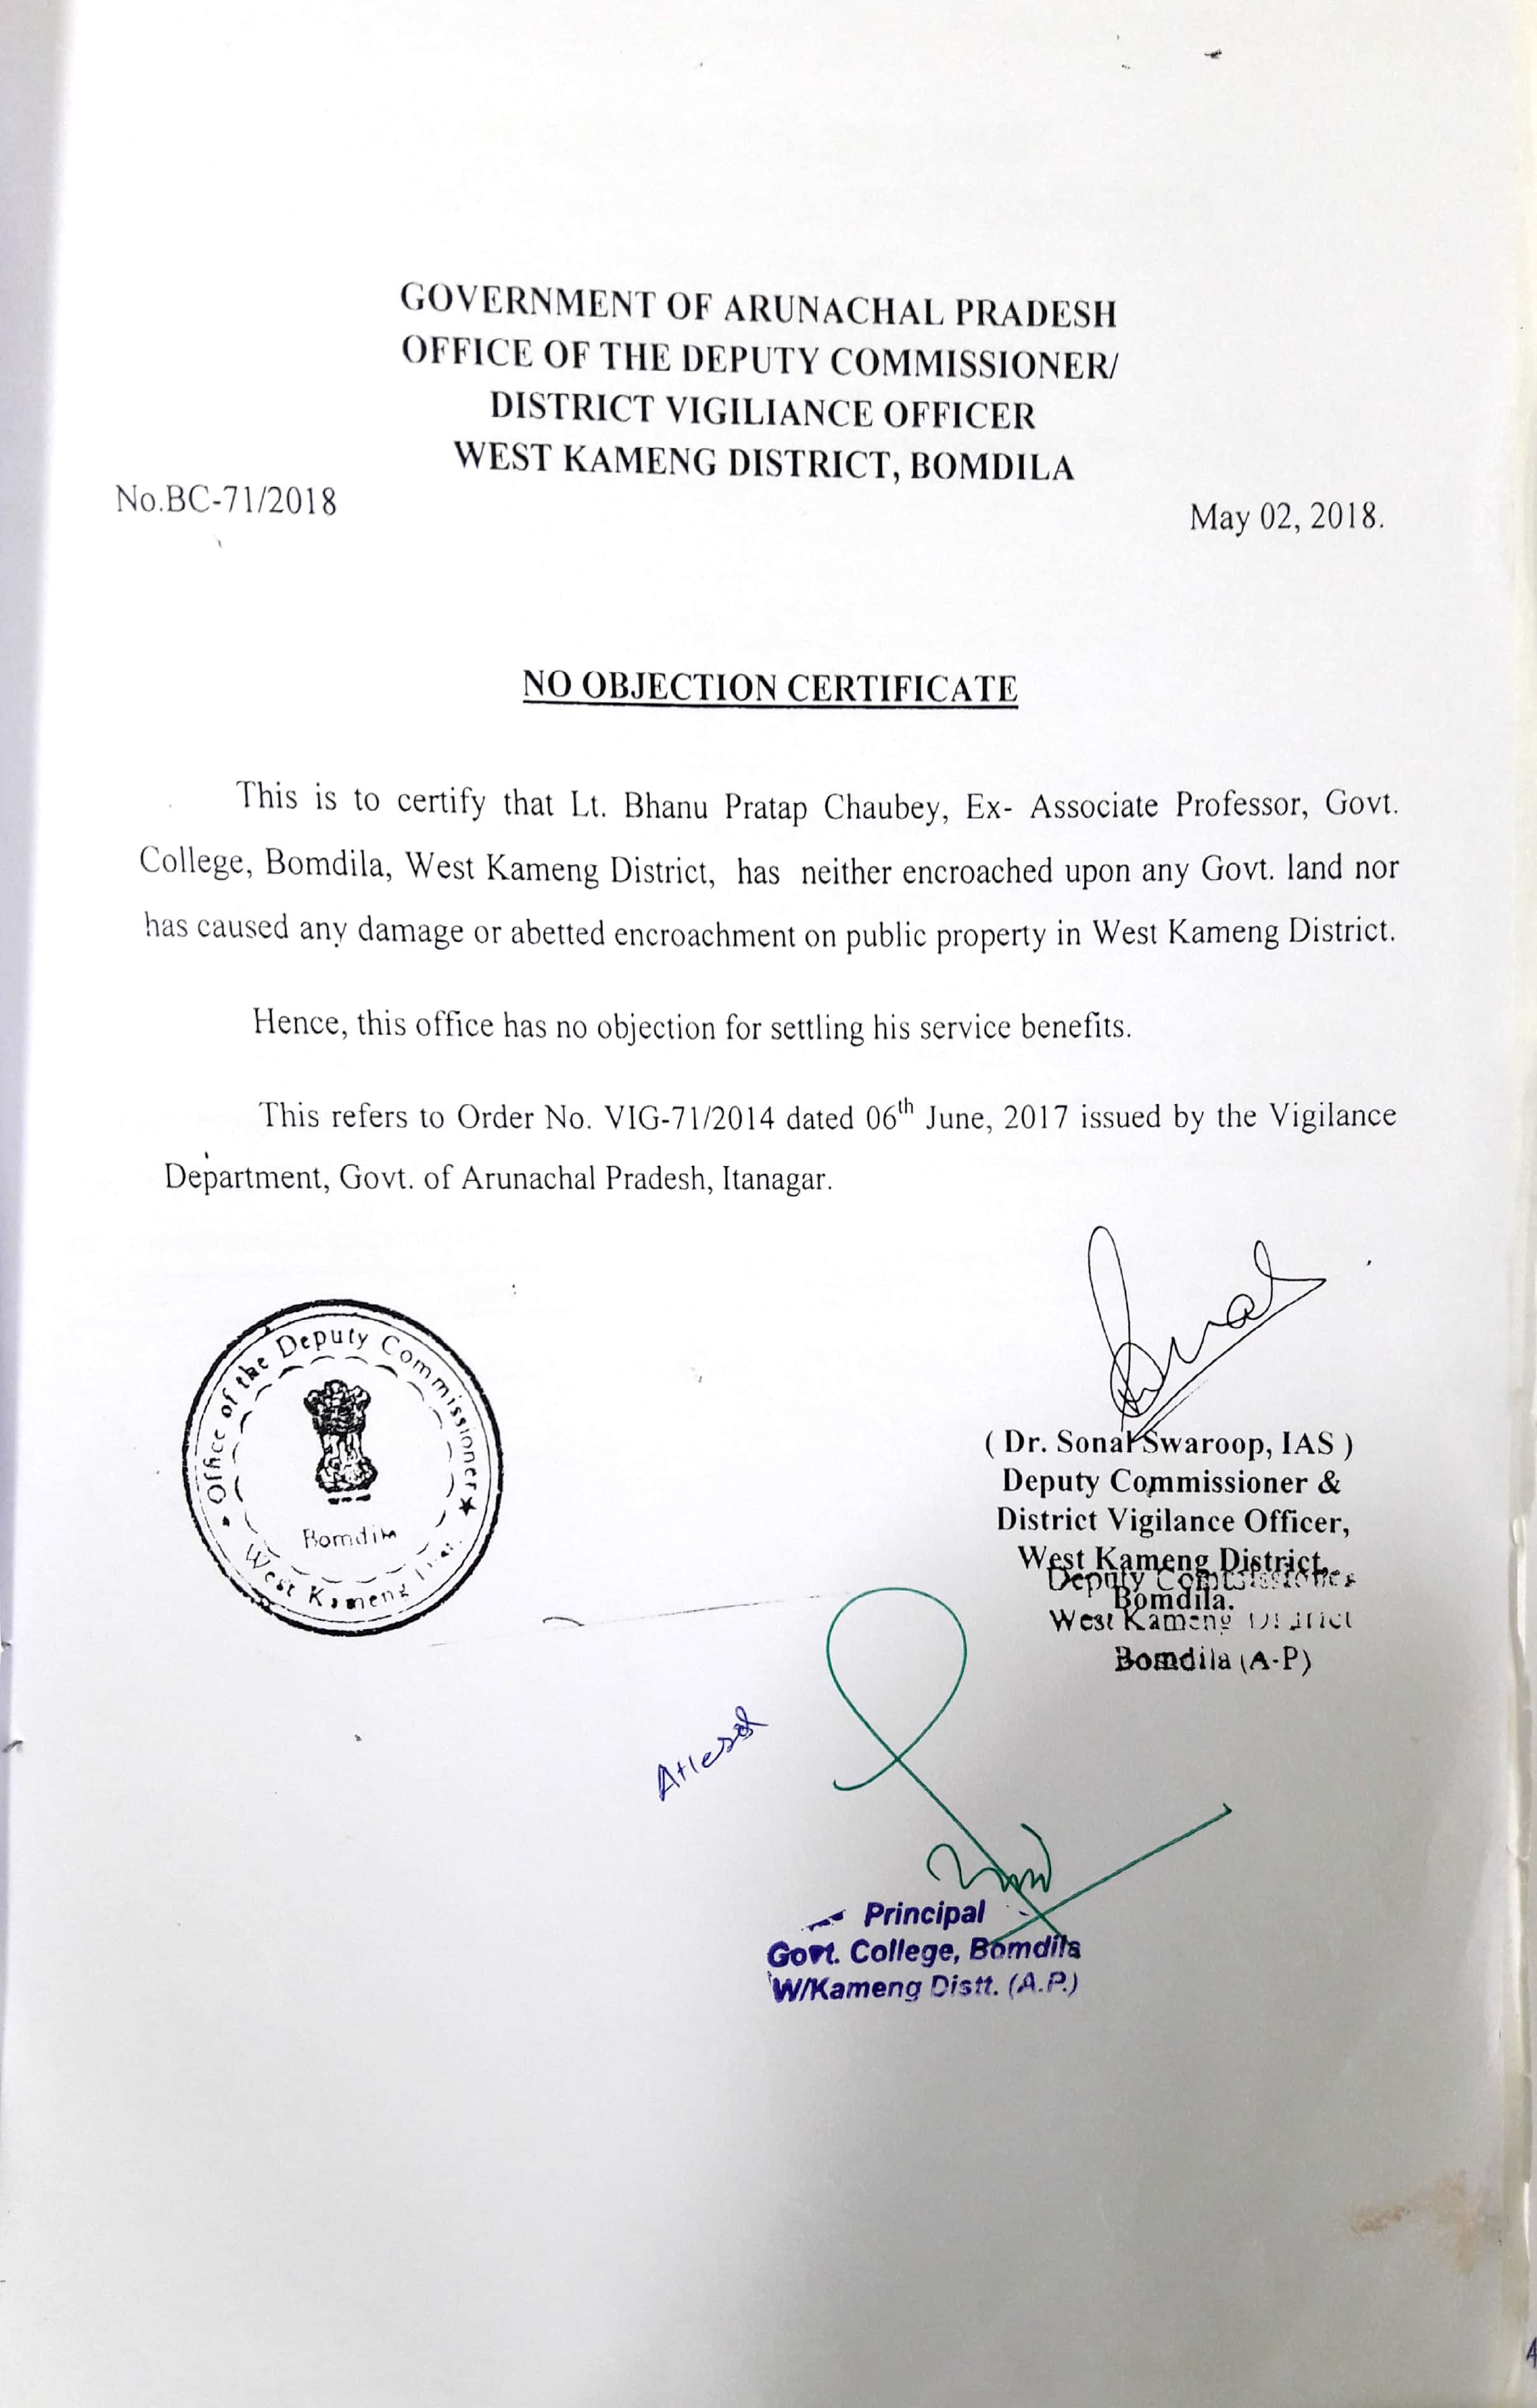 GOVERNMENT OF ARUNACHAL PRADESH
OFFICE OF THE DEPUTY COMMISSIONER/
DISTRICT VIGILIANCE OFFICER
WEST KAMENG DISTRICT, BOMDILA
No.BC-71/2018
May 02, 2018.
NO OBJECTION CERTIFICATE
This is to certify that Lt. Bhanu Pratap Chaubey, Ex- Associate Professor, Govt.
College, Bomdila, West Kameng District, has neither encroached upon any Govt. land nor
has caused any damage or abetted encroachment on public property in West Kameng District.
Hence, this office has no objection for settling his service benefits.
This refers to Order No. VIG-71/2014 dated 06th June, 2017 issued by the Vigilance
Department, Govt. of Arunachal Pradesh, Itanagar.
Office of the Deputy Commissioner ★
Bomdila
West Kameng
( Dr. Sonal Swaroop, IAS )
Deputy Commissioner &
District Vigilance Officer,
West Kameng District,
Deputy Commissioner
Bomdila.
West Kameng District
Bomdila (A-P)
Principal
Govt. College, Bomdila
W/Kameng Distt. (A.P.)